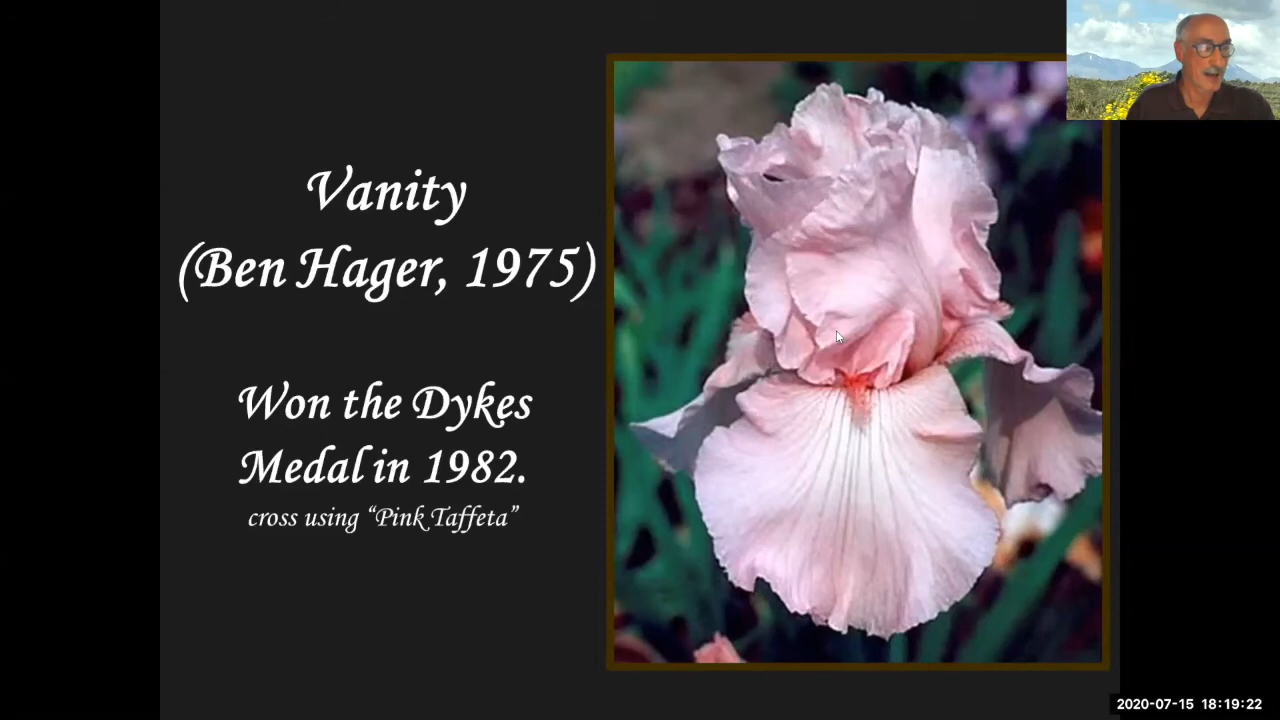 Vanity
(Ben Hager, 1975)
Won the Dykes
Medal in 1982.
cross using “Pink Taffeta”
2020-07-15 18:19:22